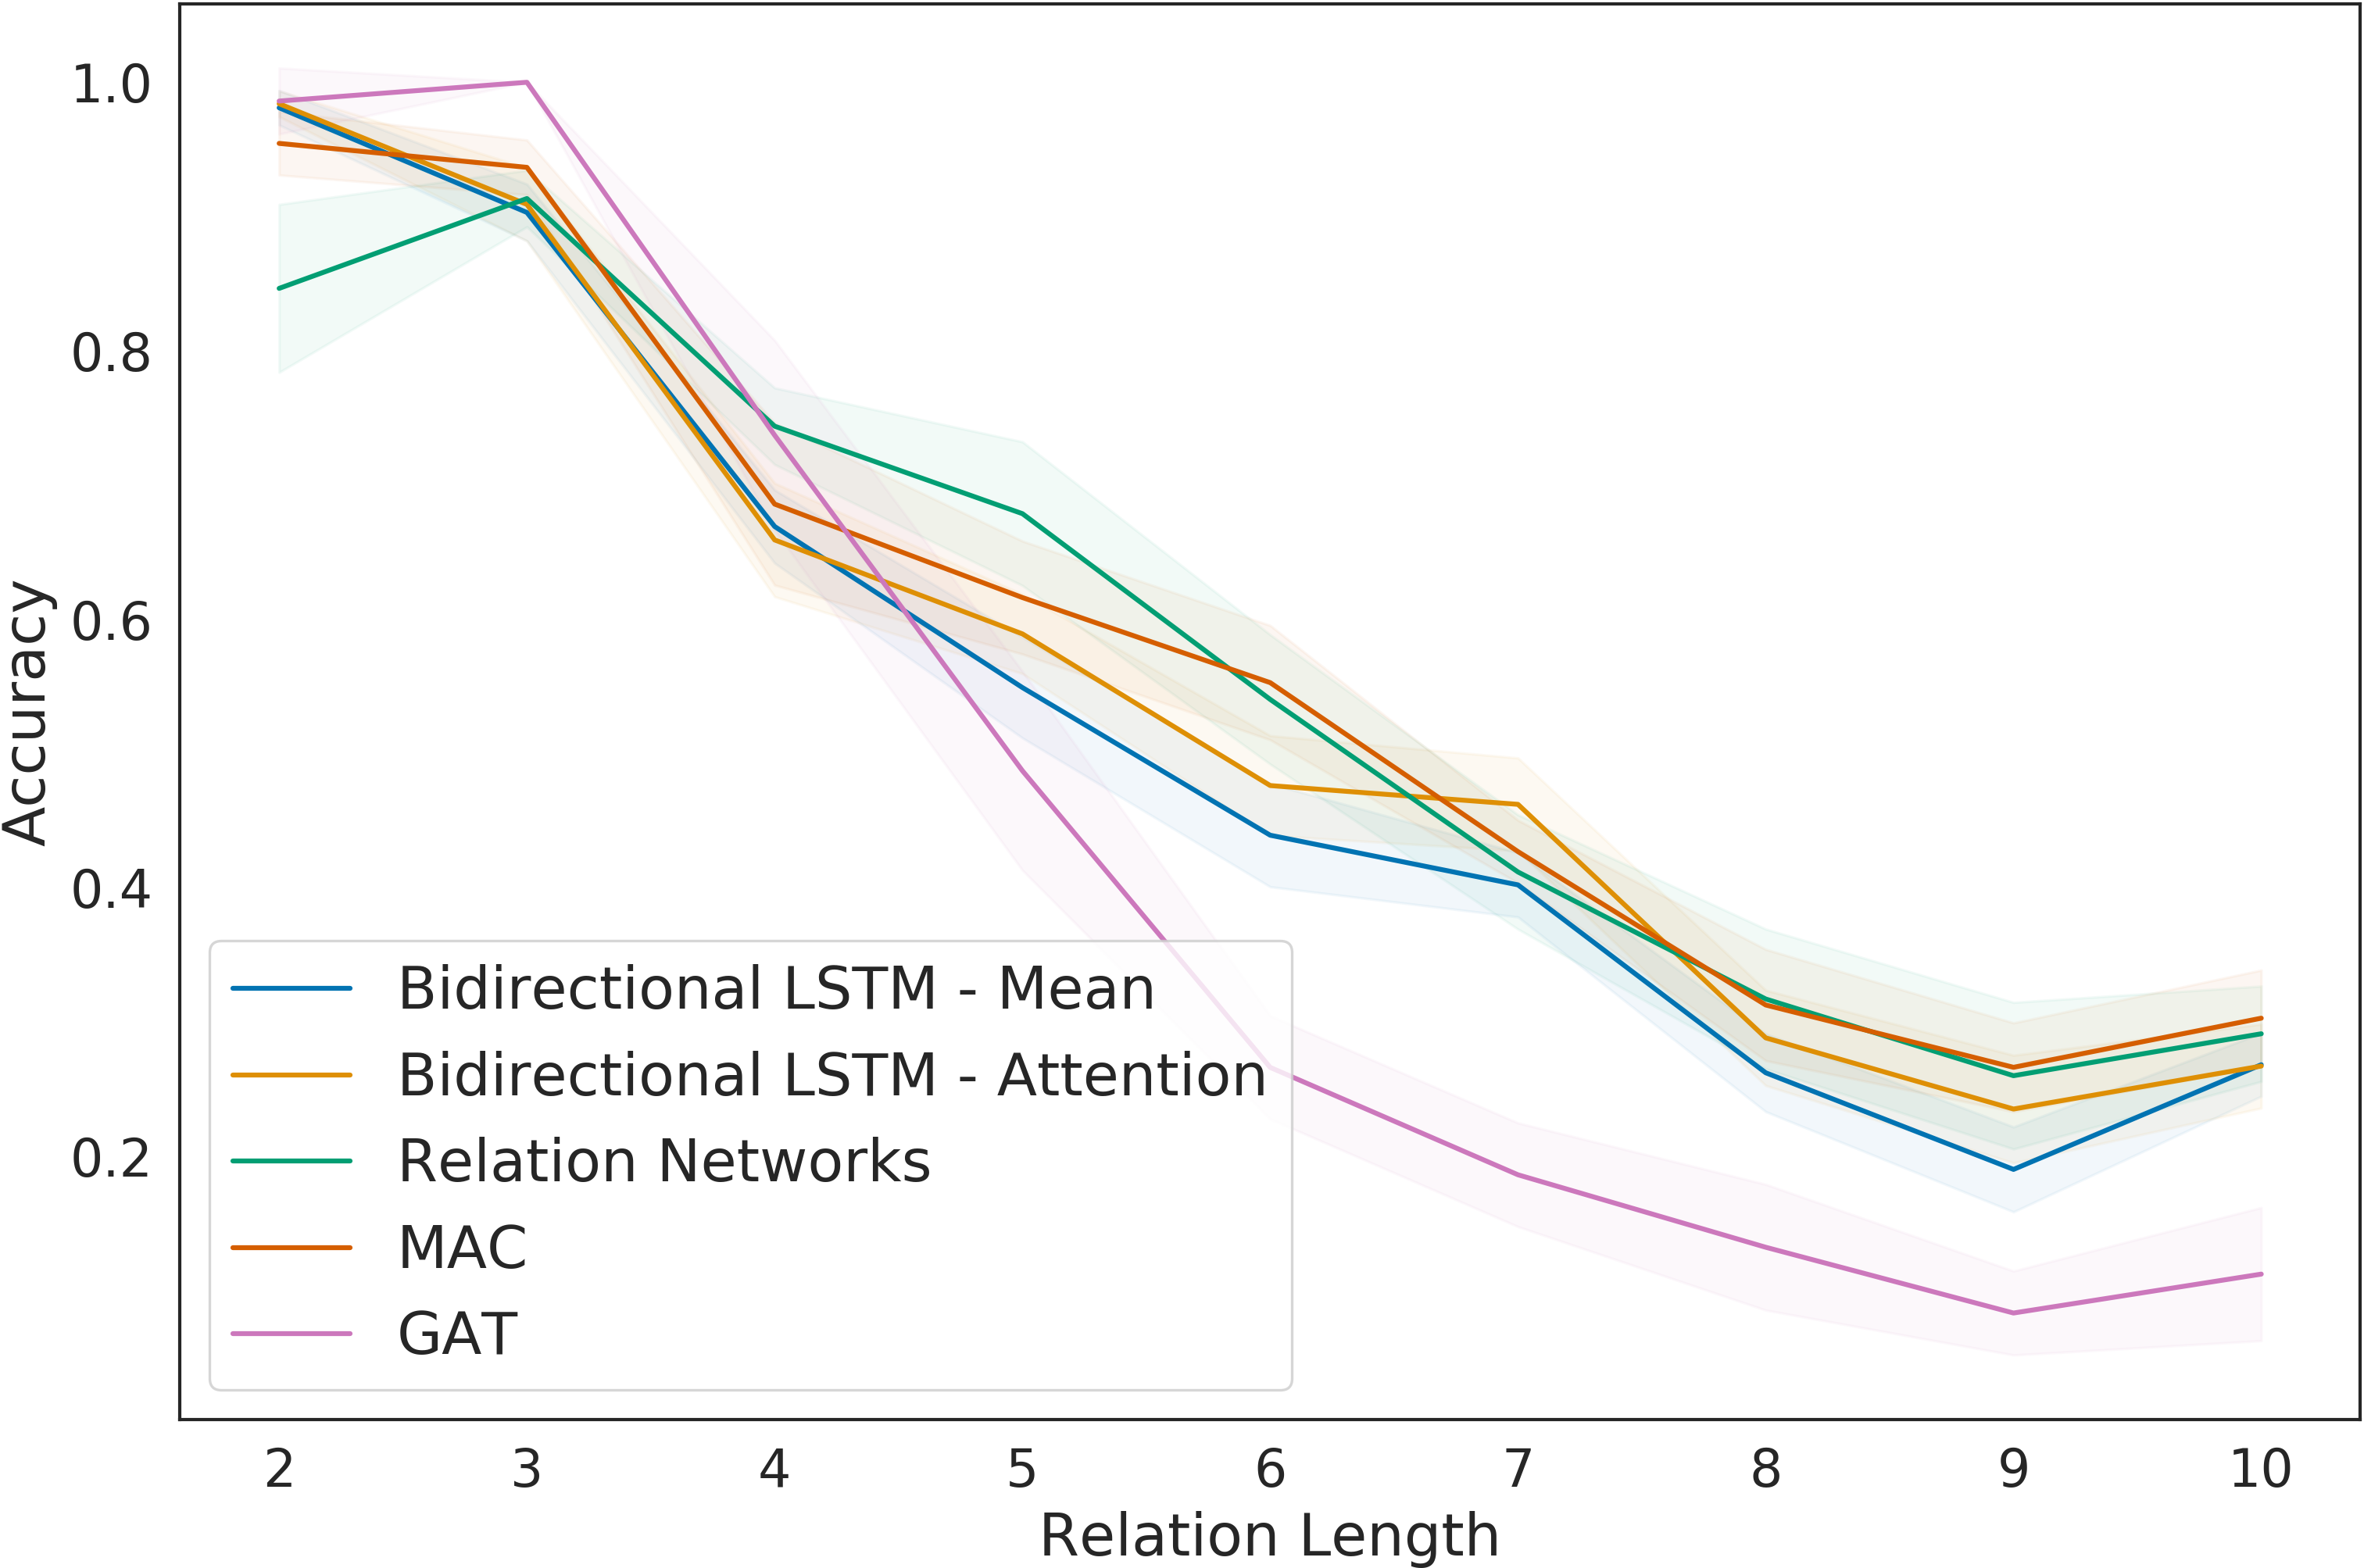 1.0
0.8
0.6
0.4
0.2
Accuracy
Bidirectional LSTM - Mean
Bidirectional LSTM - Attention
Relation Networks
MAC
GAT
2 3 4 5 6 7 8 9 10
Relation Length